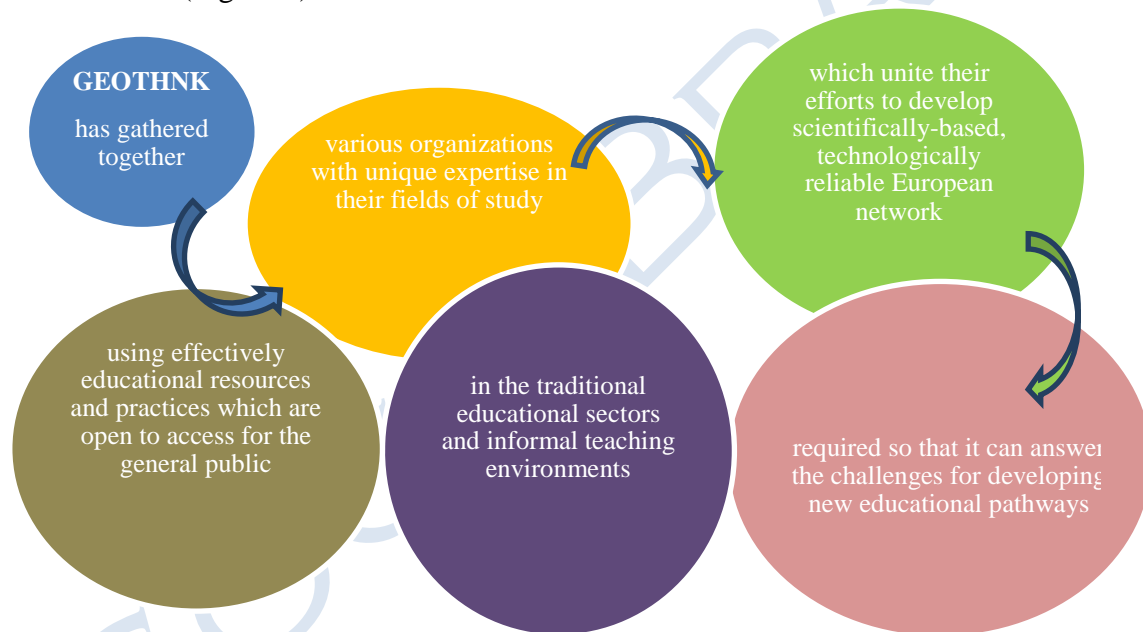 GEOTHNK
has gathered
together
various organizations
with unique expertise in
their fields of study
which unite their
efforts to develop
scientifically-based,
technologically
reliable European
network
required so that it can answer
the challenges for developing
new educational pathways
in the traditional
educational sectors
and informal teaching
environments
using effectively
educational resources
and practices which are
open to access for the
general public